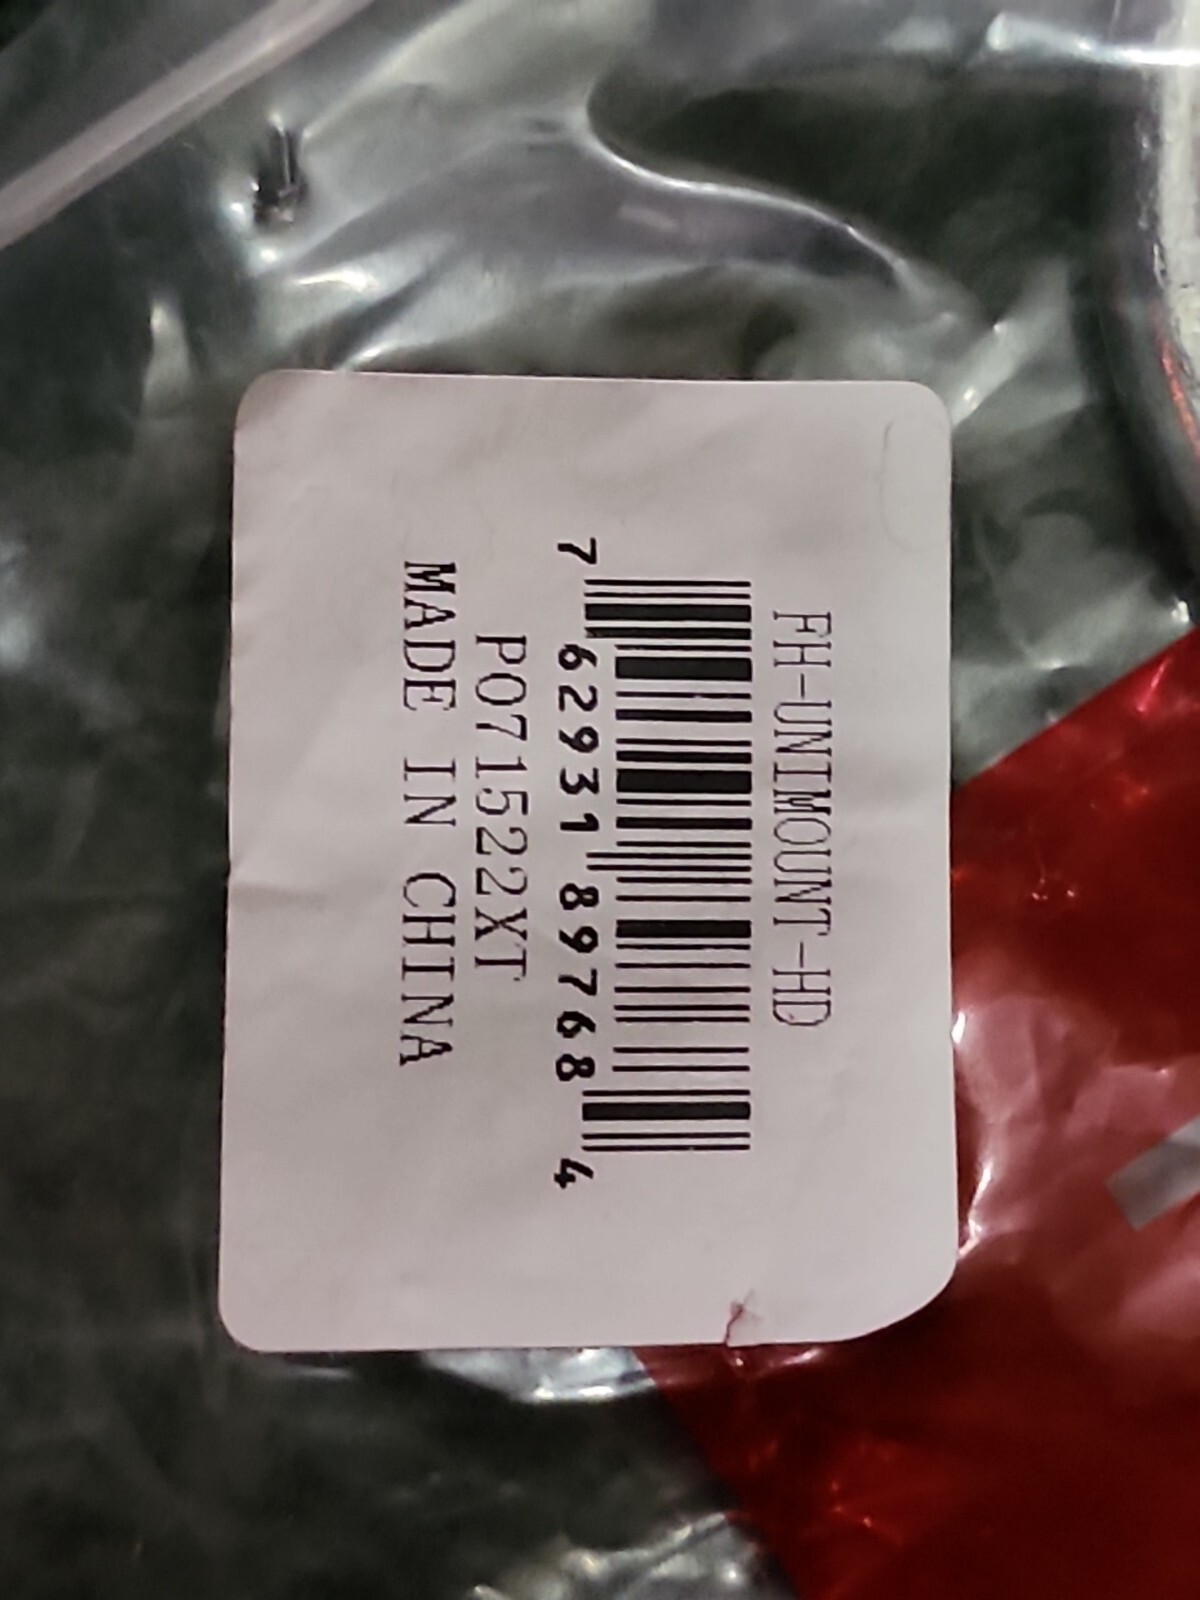 FH-UNIMOUNT-HD
7 62931 89768 4
PO71522XT
MADE IN CHINA